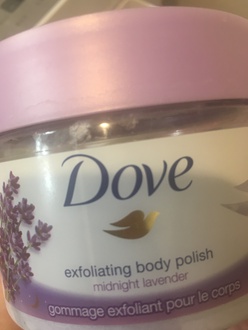 Dove
exfoliating body polish
midnight lavender
gommage exfoliant pour le corps